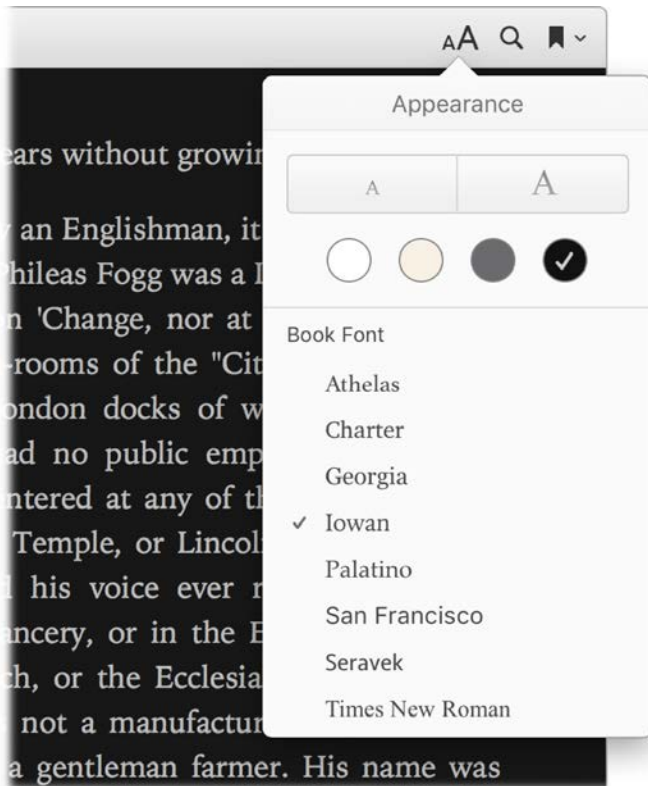 AA
Appearance
A A
ears without growin
an Englishman, it
Phileas Fogg was a
n 'Change, nor at
-rooms of the "Cit
ondon docks of w
ad no public emp
ntered at any of th
Temple, or Lincol
his voice ever
ancery, or in the E
ch, or the Ecclesia
not a manufactur
a gentleman farmer. His name was
Book Font
Athelas
Charter
Georgia
✓ Iowan
Palatino
San Francisco
Seravek
Times New Roman